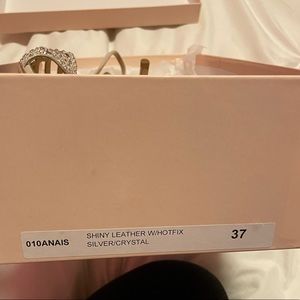 010ANAIS SHINY LEATHER W/HOTFIX 37
SILVER/CRYSTAL